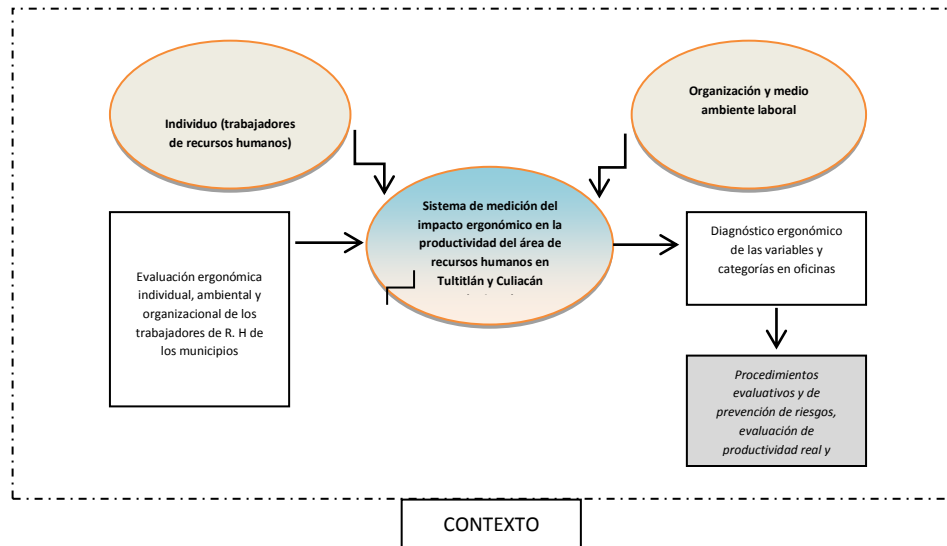 Individuo (trabajadores
de recursos humanos)
Organización y medio
ambiente laboral
Sistema de medición del
impacto ergonómico en la
productividad del área de
recursos humanos en
Tultitlán y Culiacán
Evaluación ergonómica
individual, ambiental y
organizacional de los
trabajadores de R. H de
los municipios
Diagnóstico ergonómico
de las variables y
categorías en oficinas
Procedimientos
evaluativos y de
prevención de riesgos,
evaluación de
productividad real y
CONTEXTO